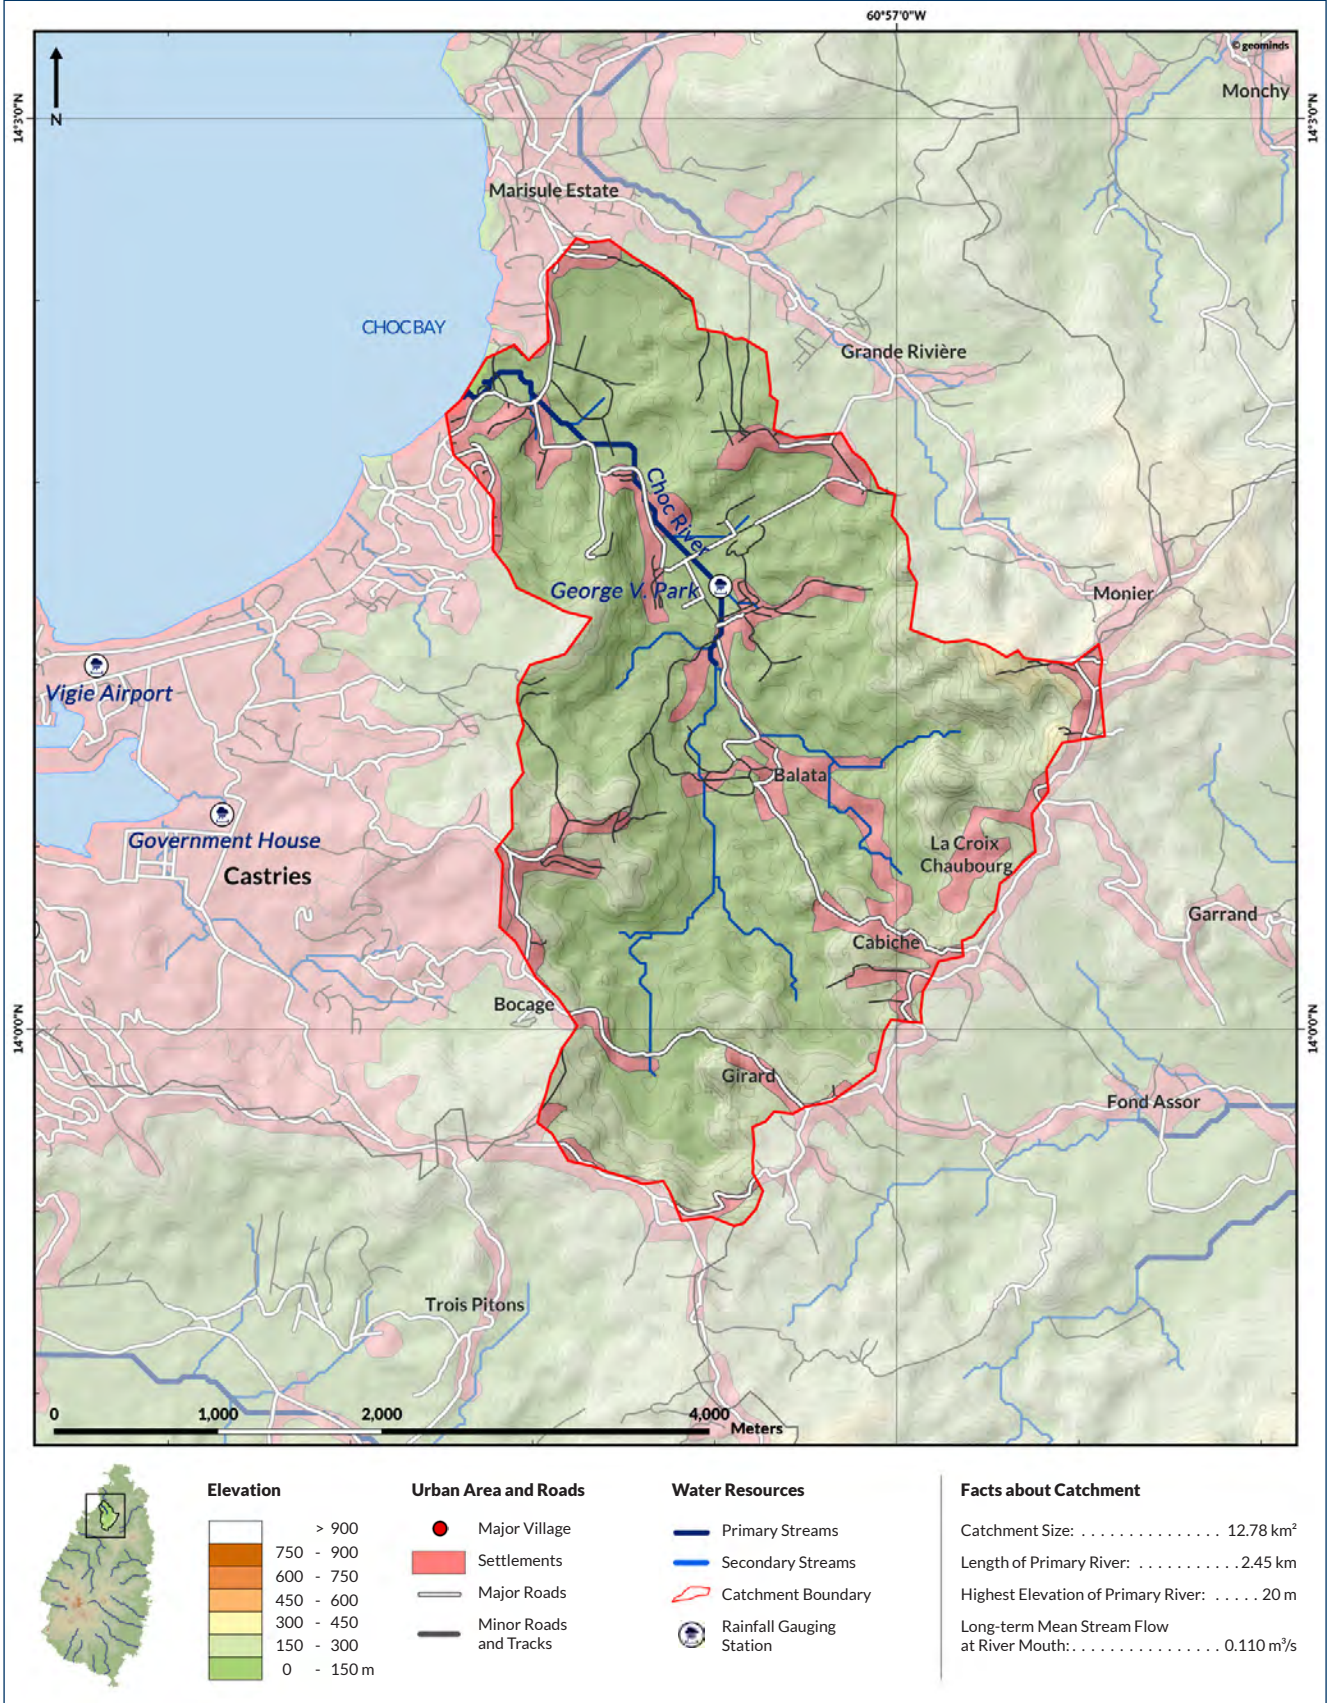 60°57'0"W
© geominds
Monchy
14°3'0"N
14°3'0"N
N
Marisule Estate
CHOC BAY
Grande Rivière
Choc River
George V. Park
Monier
Vigie Airport
Balata
Government House
La Croix
Chaubourg
Castries
Garrand
Cabiche
Bocage
14°0'0"N
14°0'0"N
Girard
Fond Assor
Trois Pitons
0 1,000 2,000 4,000
Meters
Elevation
> 900
750 - 900
600 - 750
450 - 600
300 - 450
150 - 300
0 - 150 m
Urban Area and Roads
Major Village
Settlements
Major Roads
Minor Roads
and Tracks
Water Resources
Primary Streams
Secondary Streams
Catchment Boundary
Rainfall Gauging
Station
Facts about Catchment
Catchment Size: . . . . . . . . . . . . . . . 12.78 km²
Length of Primary River: . . . . . . . . . . . 2.45 km
Highest Elevation of Primary River: . . . . . 20 m
Long-term Mean Stream Flow
at River Mouth: . . . . . . . . . . . . . . . . 0.110 m³/s